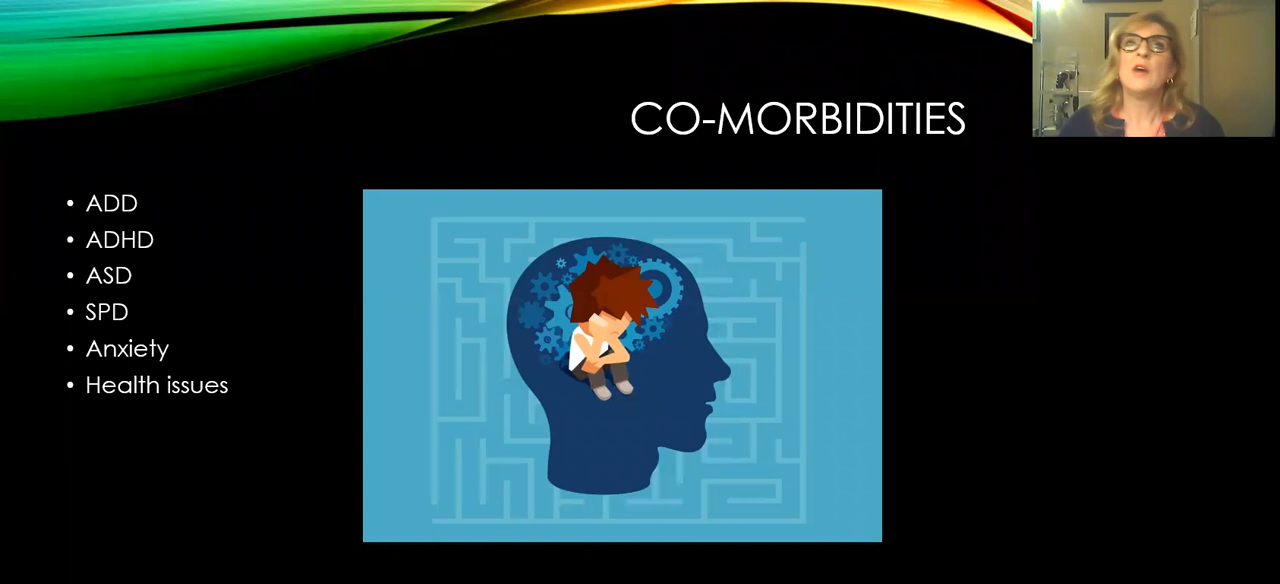 CO-MORBIDITIES
• ADD
• ADHD
• ASD
• SPD
• Anxiety
• Health issues